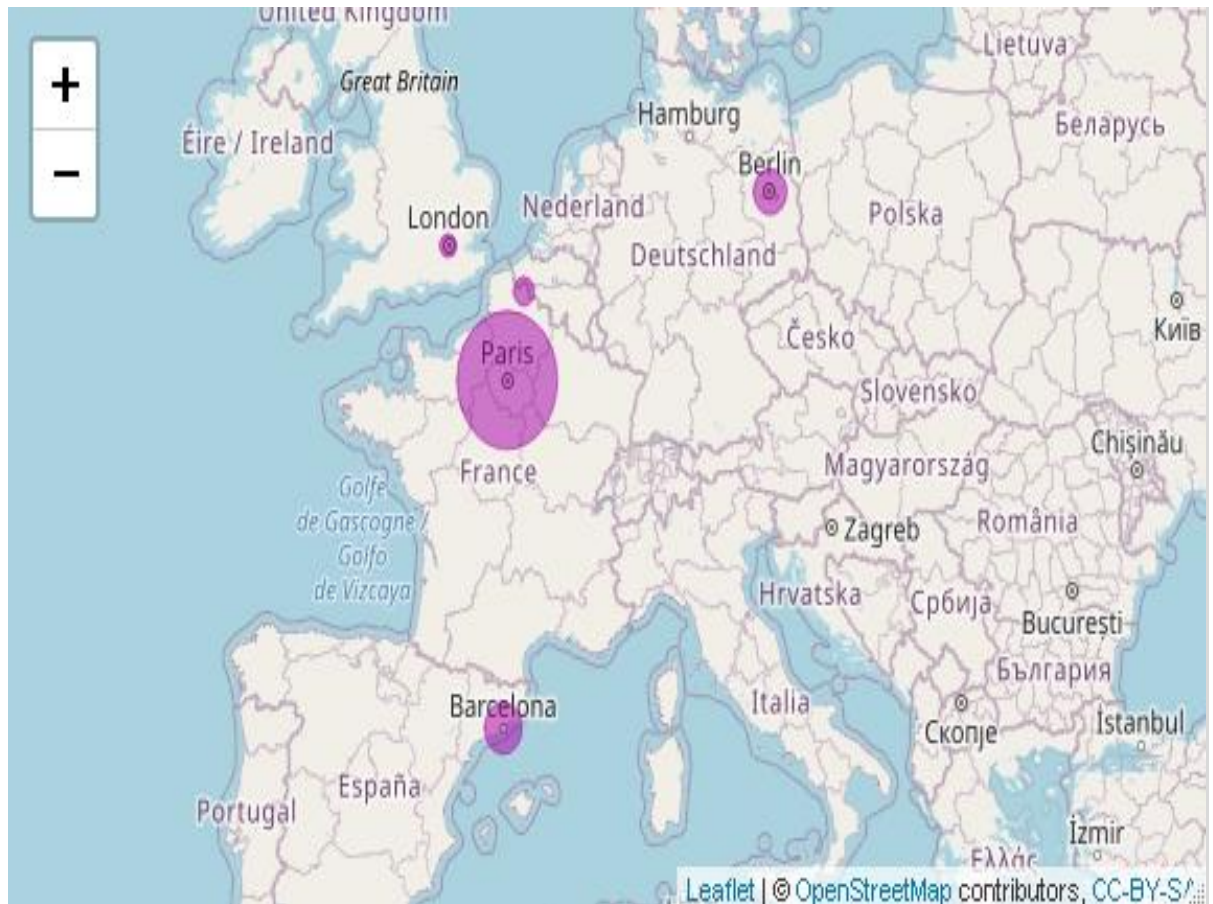 United Kingdom
Lietuva
+
Great Britain
Hamburg
Беларусь
Éire / Ireland
Berlin
−
London
Nederland
Polska
Deutschland
Київ
Česko
Paris
Slovensko
Chișinău
France
Magyarország
Golfe
de Gascogne /
Golfo
de Vizcaya
România
Zagreb
Hrvatska
Србија
București
България
Barcelona
Italia
İstanbul
Скопје
España
Portugal
İzmir
Ελλάς
Leaflet | © OpenStreetMap contributors, CC-BY-SA